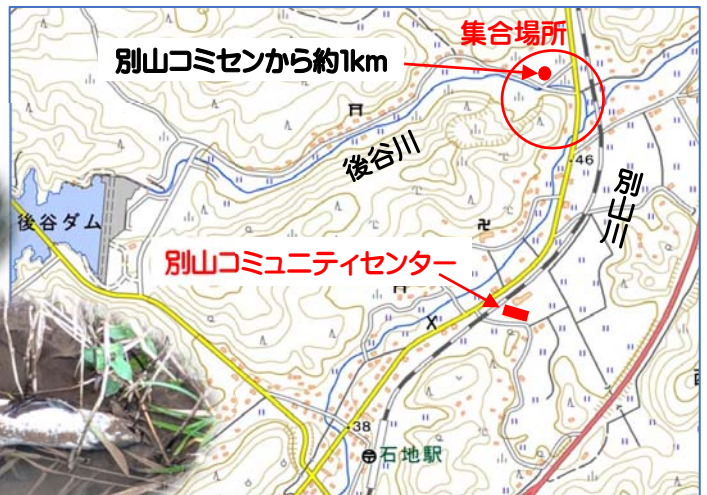 集合場所
別山コミセンから約1km
後谷川
・46
別山川
後谷ダム
別山コミュニティセンター
・38
石地駅